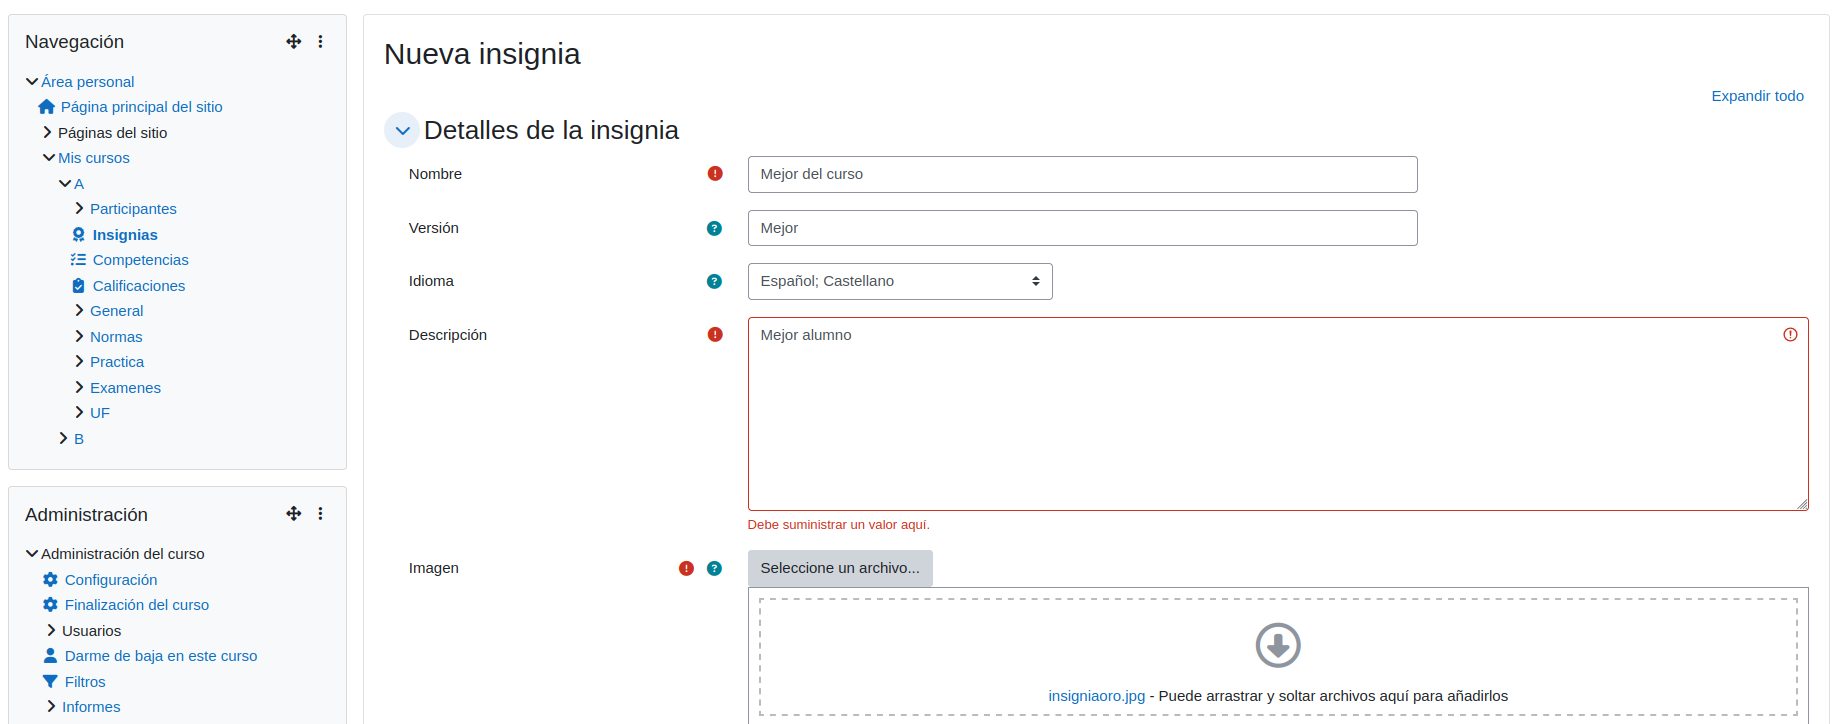 Navegación
Área personal
Página principal del sitio
Páginas del sitio
Mis cursos
A
Participantes
Insignias
Competencias
Calificaciones
General
Normas
Practica
Examenes
UF
B
Administración
Administración del curso
Configuración
Finalización del curso
Usuarios
Darme de baja en este curso
Filtros
Informes
Nueva insignia
Expandir todo
Detalles de la insignia
Nombre
Mejor del curso
Versión
Mejor
Idioma
Español; Castellano
Descripción
Mejor alumno
Debe suministrar un valor aquí.
Imagen
Seleccione un archivo...
insigniaoro.jpg - Puede arrastrar y soltar archivos aquí para añadirlos